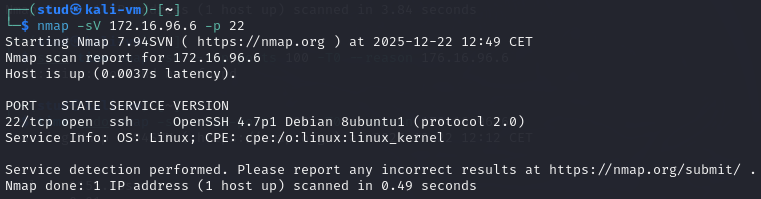 (stud㉿kali-vm)-[~]
$ nmap -sV 172.16.96.6 -p 22
Starting Nmap 7.94SVN ( https://nmap.org ) at 2025-12-22 12:49 CET
Nmap scan report for 172.16.96.6
Host is up (0.0037s latency).
PORT   STATE SERVICE VERSION
22/tcp open  ssh     OpenSSH 4.7p1 Debian 8ubuntu1 (protocol 2.0)
Service Info: OS: Linux; CPE: cpe:/o:linux:linux_kernel
Service detection performed. Please report any incorrect results at https://nmap.org/submit/ .
Nmap done: 1 IP address (1 host up) scanned in 0.49 seconds